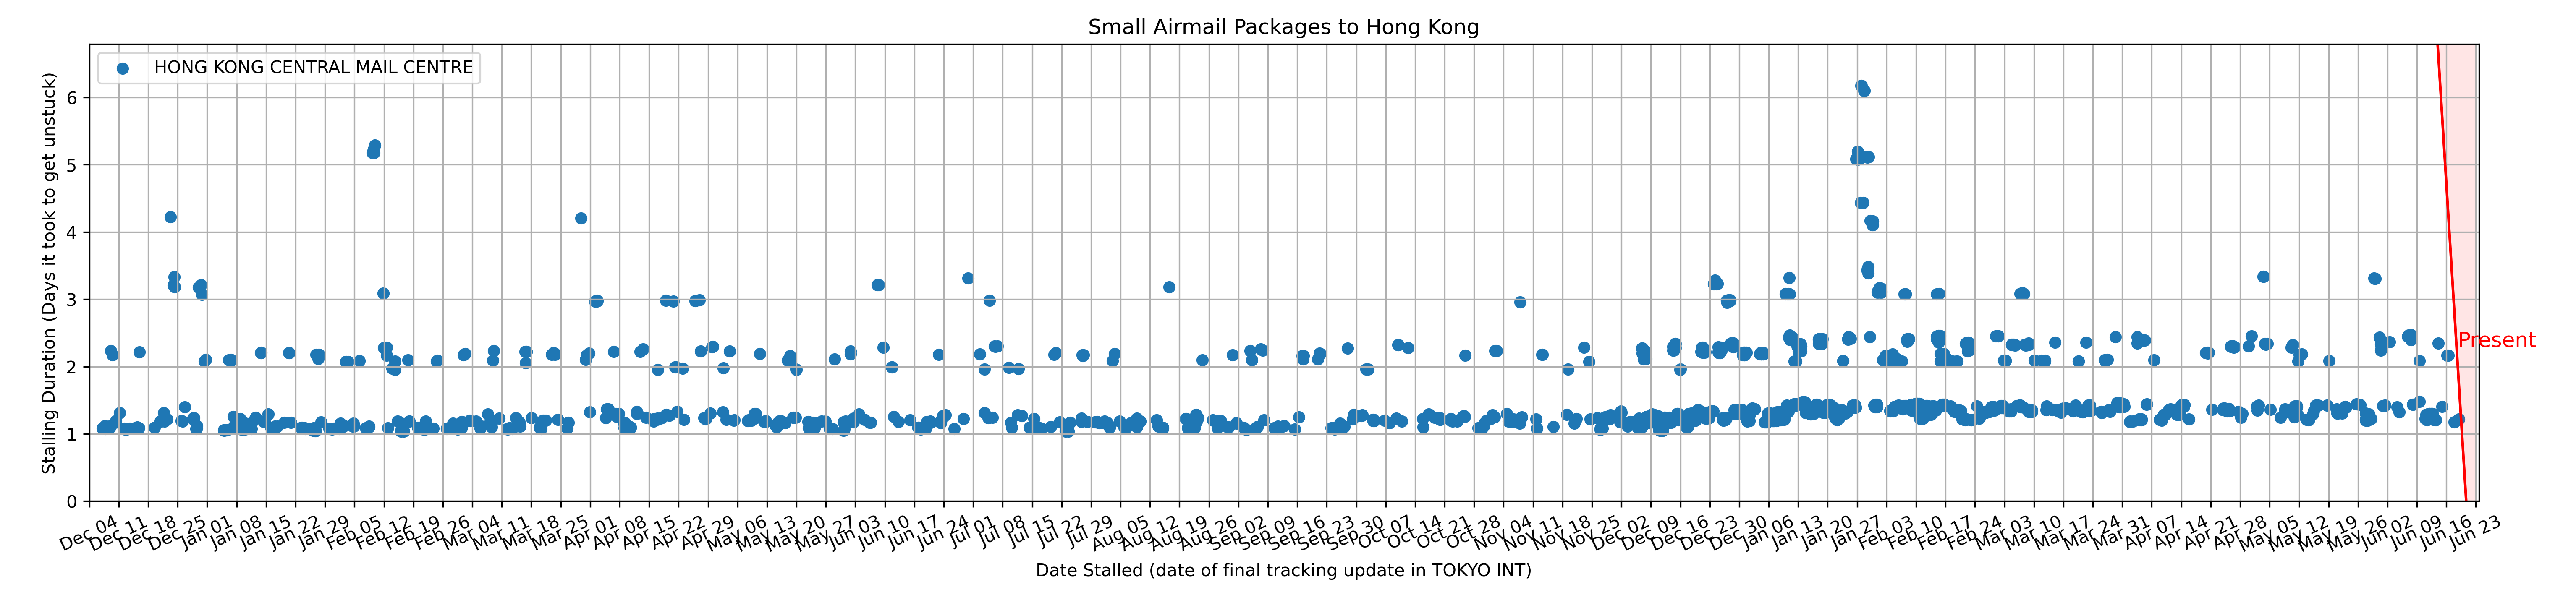 Small Airmail Packages to Hong Kong
HONG KONG CENTRAL MAIL CENTRE
Stalling Duration (Days it took to get unstuck)
6
5
4
3
2
1
0
Present
Dec 04
Dec 11
Dec 18
Dec 25
Jan 01
Jan 08
Jan 15
Jan 22
Jan 29
Feb 05
Feb 12
Feb 19
Feb 26
Mar 04
Mar 11
Mar 18
Mar 25
Apr 01
Apr 08
Apr 15
Apr 22
Apr 29
May 06
May 13
May 20
May 27
Jun 03
Jun 10
Jun 17
Jun 24
Jul 01
Jul 08
Jul 15
Jul 22
Jul 29
Aug 05
Aug 12
Aug 19
Aug 26
Sep 02
Sep 09
Sep 16
Sep 23
Sep 30
Oct 07
Oct 14
Oct 21
Oct 28
Nov 04
Nov 11
Nov 18
Nov 25
Dec 02
Dec 09
Dec 16
Dec 23
Dec 30
Jan 06
Jan 13
Jan 20
Jan 27
Feb 03
Feb 10
Feb 17
Feb 24
Mar 03
Mar 10
Mar 17
Mar 24
Mar 31
Apr 07
Apr 14
Apr 21
Apr 28
May 05
May 12
May 19
May 26
Jun 02
Jun 09
Jun 16
Jun 23
Date Stalled (date of final tracking update in TOKYO INT)